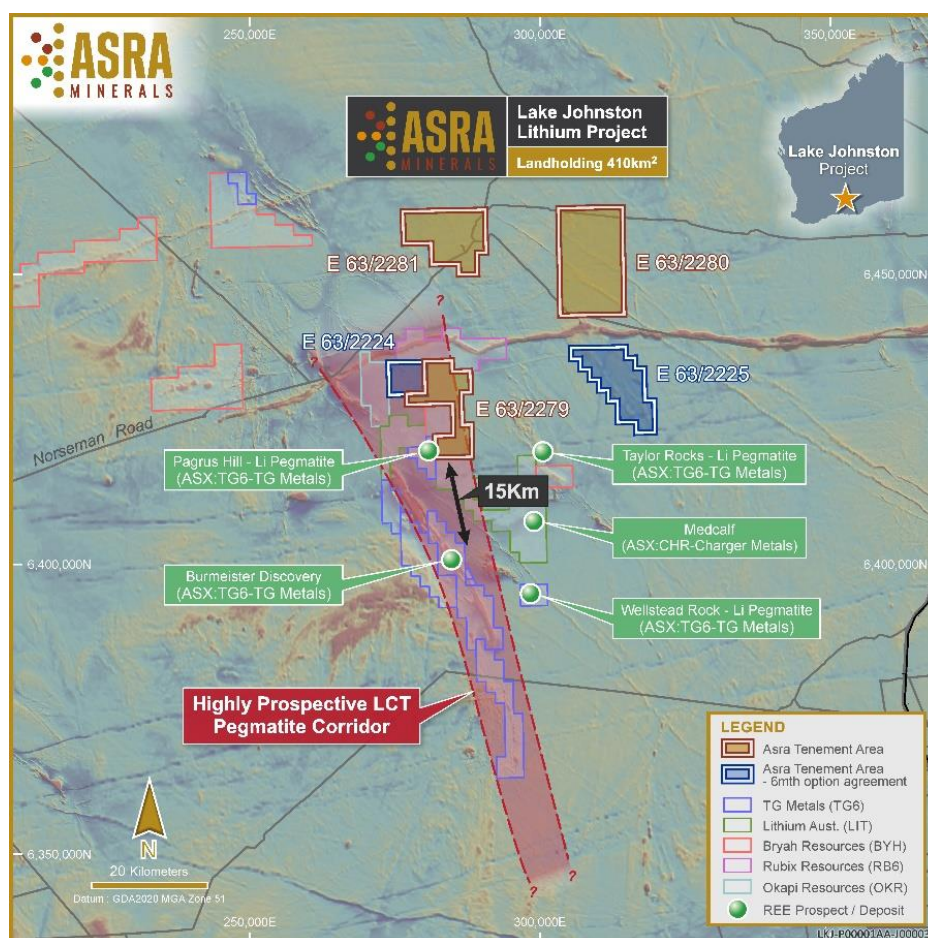 250,000E
300,000E
350,000E
ASRA
MINERALS
ASRA
MINERALS
Lake Johnston
Lithium Project
Landholding 410km²
Lake Johnston
Project
E 63/2281
E 63/2280
6,450,000N
6,450,000N
?
?
E 63/2224
E 63/2225
E 63/2279
Norseman Road
Pagrus Hill - Li Pegmatite
(ASX:TG6-TG Metals)
Taylor Rocks - Li Pegmatite
(ASX:TG6-TG Metals)
15Km
Medcalf
(ASX:CHR-Charger Metals)
6,400,000N
6,400,000N
Burmeister Discovery
(ASX:TG6-TG Metals)
Wellstead Rock - Li Pegmatite
(ASX:TG6-TG Metals)
Highly Prospective LCT
Pegmatite Corridor
LEGEND
Asra Tenement Area
Asra Tenement Area
- 6mth option agreement
TG Metals (TG6)
Lithium Aust. (LIT)
Bryah Resources (BYH)
Rubix Resources (RB6)
Okapi Resources (OKR)
REE Prospect / Deposit
N
6,350,000N
20 Kilometers
Datum : GDA2020 MGA Zone 51
?
?
250,000E
300,000E
LKJ-P00001AA-J00003